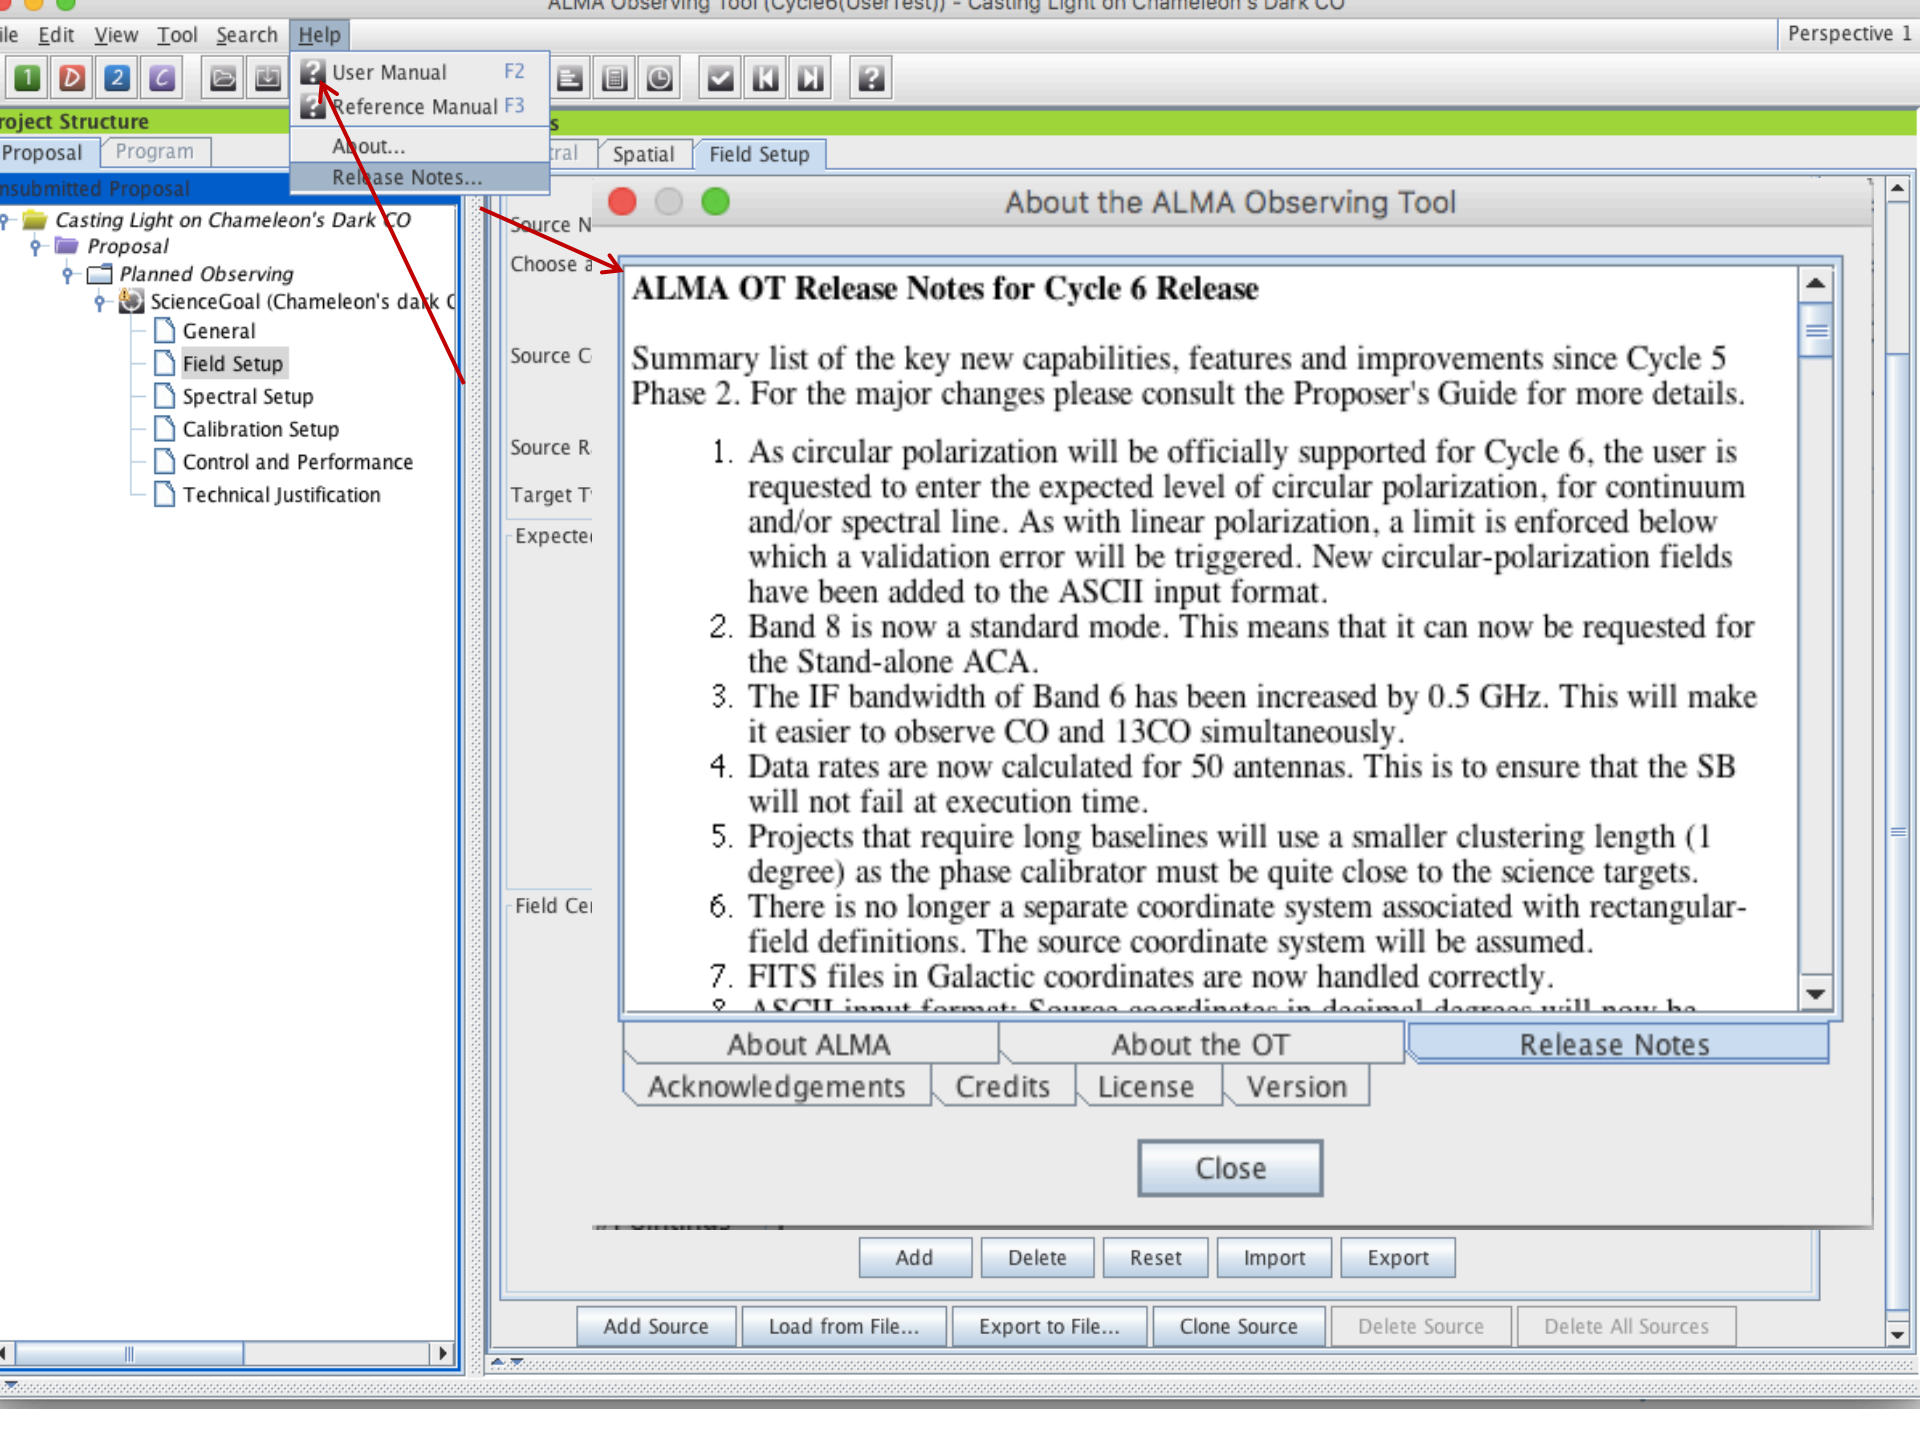 ALMA Observing Tool (Cycle6(UserTest)) - Casting Light on Chameleon's Dark CO
Edit View Tool Search Help
Perspective 1
1 D 2 C
User Manual F2
Reference Manual F3
About...
Release Notes...
Project Structure
Proposal Program
Spatial Field Setup
Unsubmitted Proposal
Casting Light on Chameleon's Dark CO
Proposal
Planned Observing
ScienceGoal (Chameleon's dark
General
Field Setup
Spectral Setup
Calibration Setup
Control and Performance
Technical Justification
Source
Choose
Source
Source
Target
Field
About the ALMA Observing Tool
ALMA OT Release Notes for Cycle 6 Release
Summary list of the key new capabilities, features and improvements since Cycle 5
Phase 2. For the major changes please consult the Proposer's Guide for more details.
1. As circular polarization will be officially supported for Cycle 6, the user is
requested to enter the expected level of circular polarization, for continuum
and/or spectral line. As with linear polarization, a limit is enforced below
which a validation error will be triggered. New circular-polarization fields
have been added to the ASCII input format.
2. Band 8 is now a standard mode. This means that it can now be requested for
the Stand-alone ACA.
3. The IF bandwidth of Band 6 has been increased by 0.5 GHz. This will make
it easier to observe CO and 13CO simultaneously.
4. Data rates are now calculated for 50 antennas. This is to ensure that the SB
will not fail at execution time.
5. Projects that require long baselines will use a smaller clustering length (1
degree) as the phase calibrator must be quite close to the science targets.
6. There is no longer a separate coordinate system associated with rectangular-
field definitions. The source coordinate system will be assumed.
7. FITS files in Galactic coordinates are now handled correctly.
8. ASCII input format: Source coordinates in decimal degrees will now be
About ALMA About the OT Release Notes
Acknowledgements Credits License Version
Close
Add Delete Reset Import Export
Add Source Load from File... Export to File... Clone Source Delete Source Delete All Sources